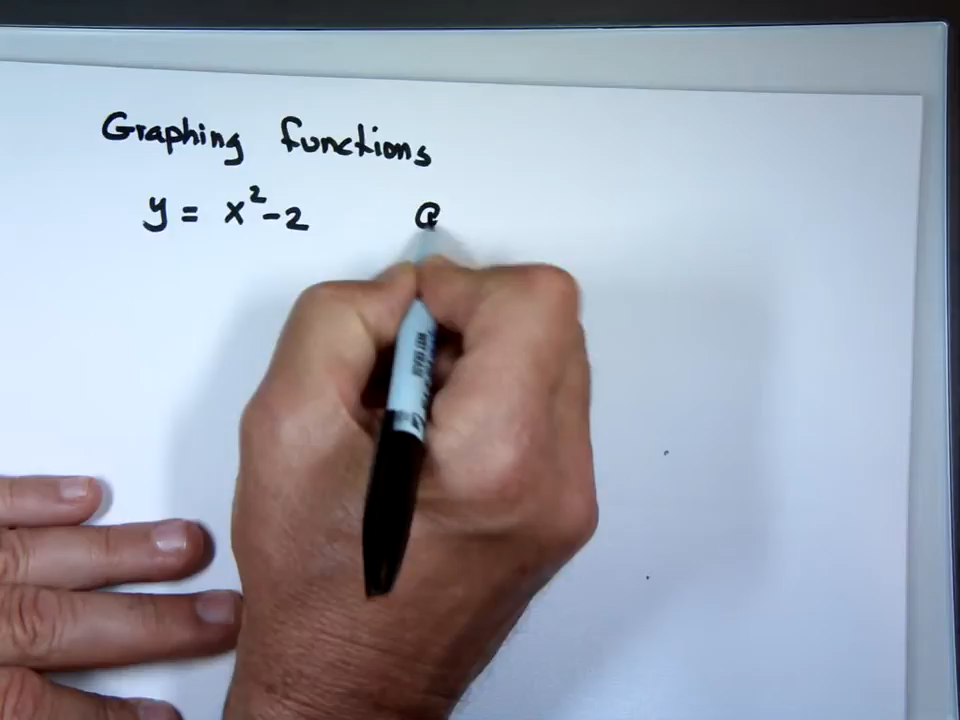 Graphing functions
y = x²-2 a